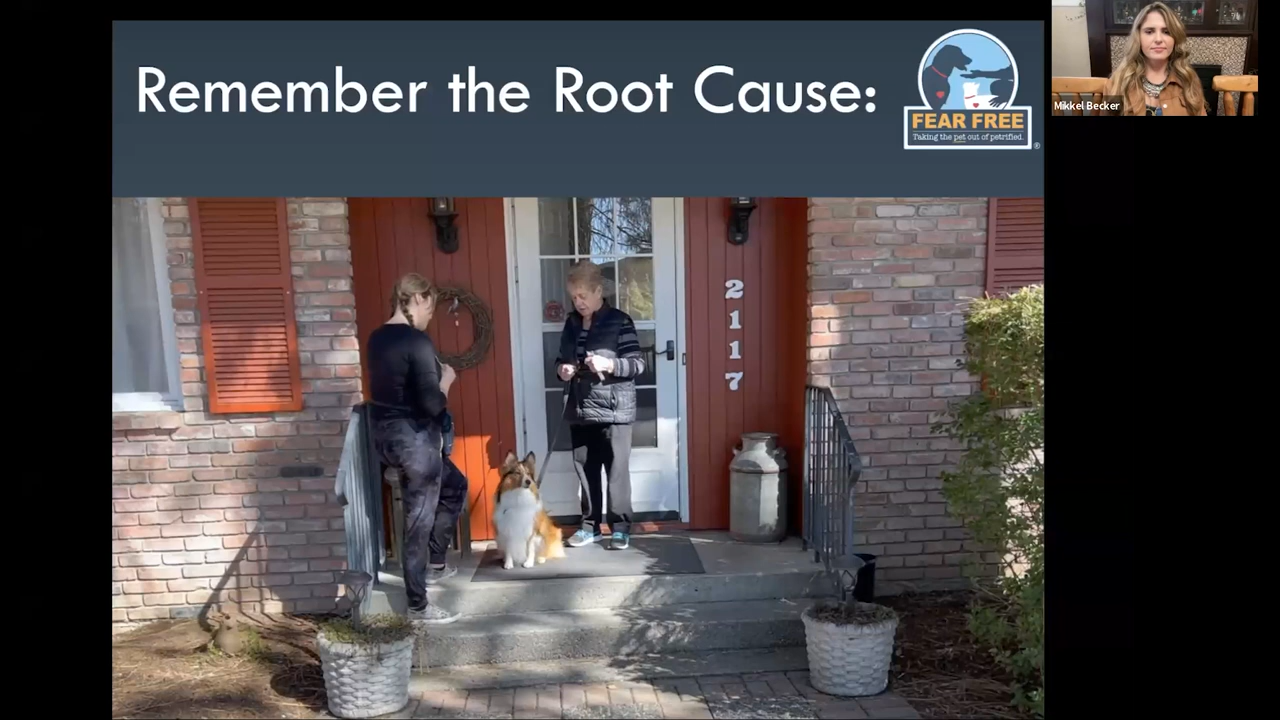 Remember the Root Cause:
FEAR FREE
Taking the pet out of petrified.
®
Mikkel Becker
2
1
1
7